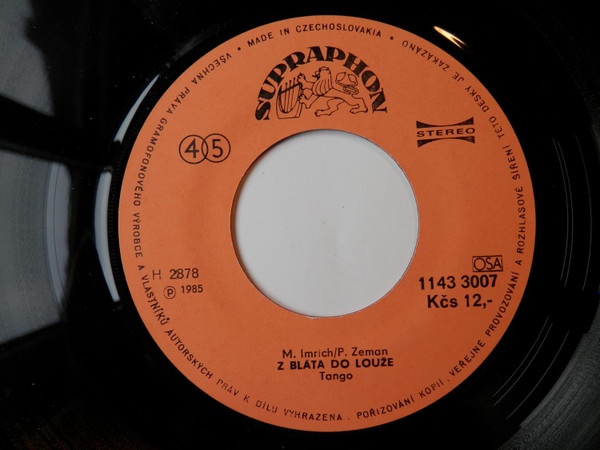 MADE IN CZECHOSLOVAKIA • VŠECHNA PRÁVA GRAMOFONOVÉHO VÝROBCE A VLASTNÍKŮ AUTORSKÝCH PRÁV K DÍLU VYHRAZENA. POŘIZOVÁNÍ KOPIÍ, VEŘEJNÉ PROVOZOVÁNÍ A ROZHLASOVÉ ŠÍŘENÍ TÉTO DESKY JE ZAKÁZÁNO •
SUPRAPHON
45
STEREO
H 2878
Ⓟ 1985
OSA
1143 3007
Kčs 12,-
M. Imrich/P. Zeman
Z BLÁTA DO LOUŽE
Tango